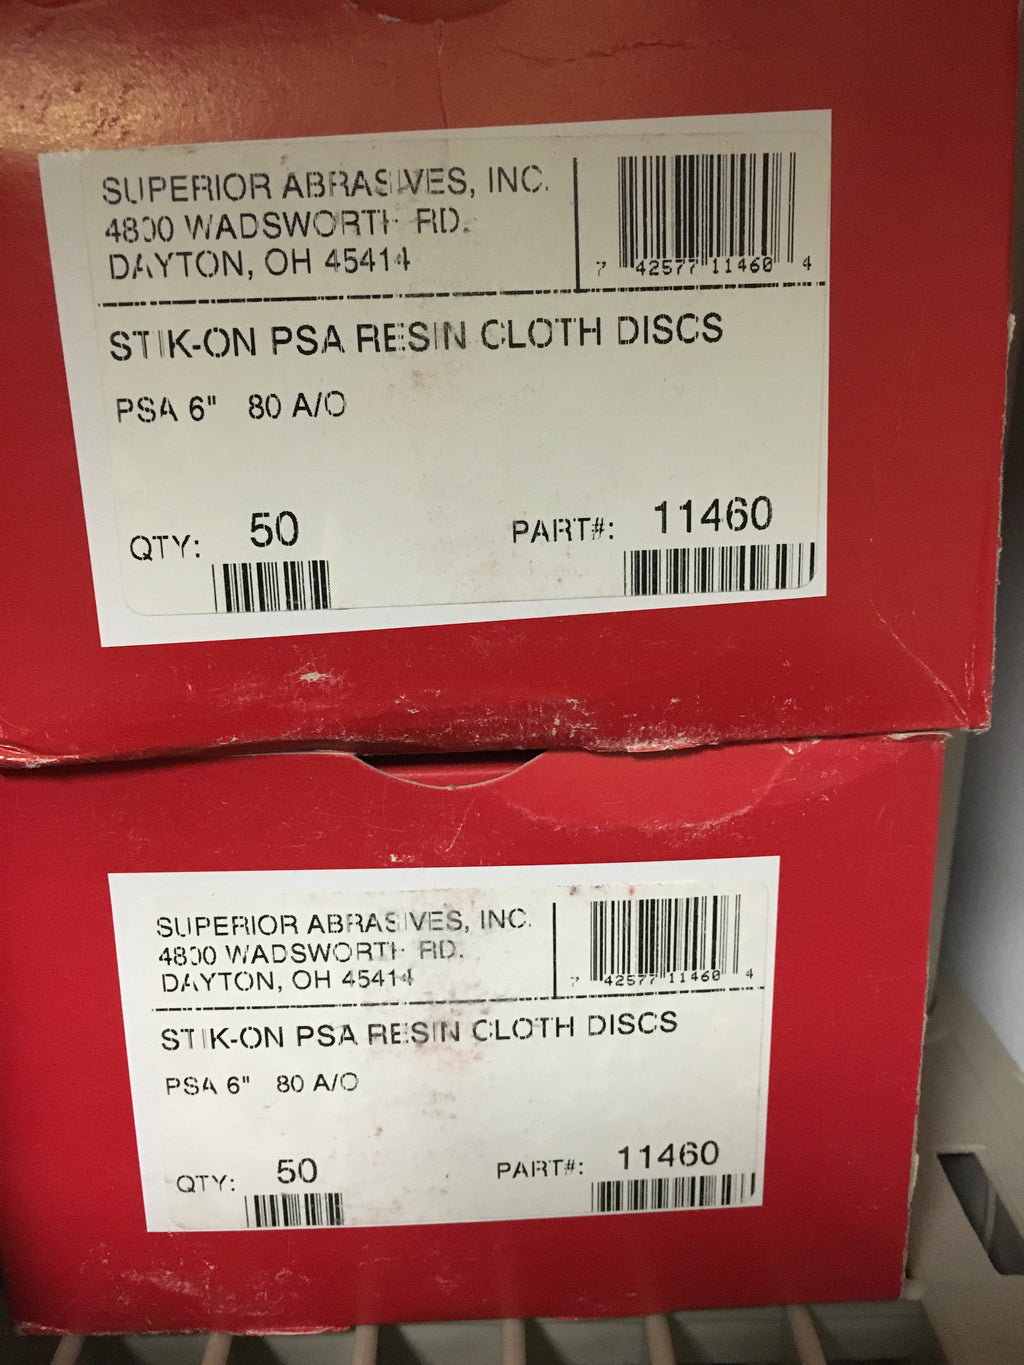 SUPERIOR ABRASIVES, INC.
4800 WADSWORTH RD.
DAYTON, OH 45414
7 42577 11460 4
STIK-ON PSA RESIN CLOTH DISCS
PSA 6" 80 A/O
QTY: 50 PART#: 11460
SUPERIOR ABRASIVES, INC.
4800 WADSWORTH RD.
DAYTON, OH 45414
7 42577 11460 4
STIK-ON PSA RESIN CLOTH DISCS
PSA 6" 80 A/O
QTY: 50 PART#: 11460